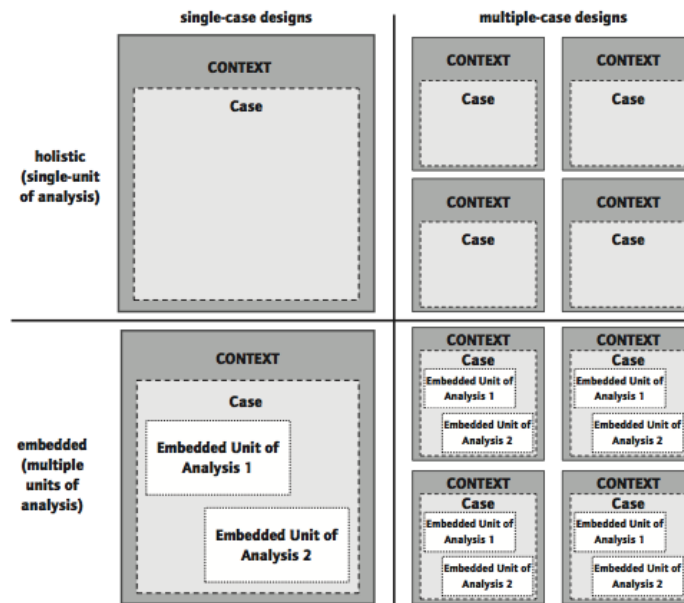 single-case designs
multiple-case designs
holistic
(single-unit
of analysis)
CONTEXT
Case
CONTEXT
Case
CONTEXT
Case
CONTEXT
Case
CONTEXT
Case
embedded
(multiple
units of
analysis)
CONTEXT
Case
Embedded Unit of
Analysis 1
Embedded Unit of
Analysis 2
CONTEXT
Case
Embedded Unit of
Analysis 1
Embedded Unit of
Analysis 2
CONTEXT
Case
Embedded Unit of
Analysis 1
Embedded Unit of
Analysis 2
CONTEXT
Case
Embedded Unit of
Analysis 1
Embedded Unit of
Analysis 2
CONTEXT
Case
Embedded Unit of
Analysis 1
Embedded Unit of
Analysis 2